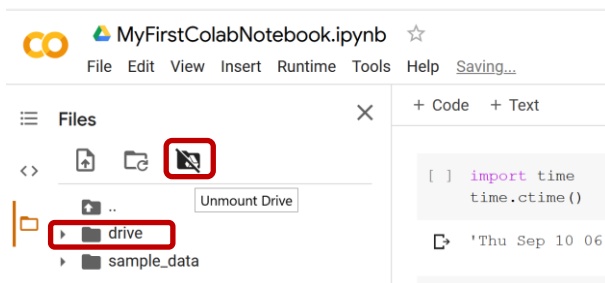 MyFirstColabNotebook.ipynb
File Edit View Insert Runtime Tools Help Saving...
Files
+ Code + Text
Unmount Drive
..
drive
sample_data
[ ] import time
time.ctime()
'Thu Sep 10 06